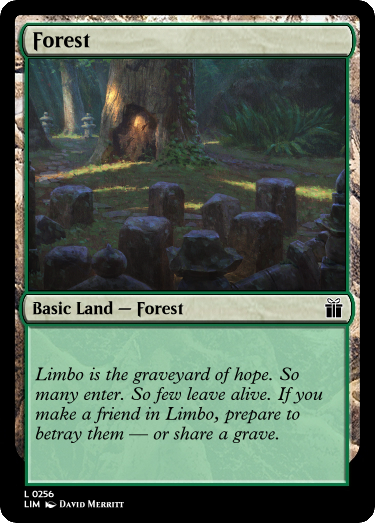 Forest
Basic Land — Forest
Limbo is the graveyard of hope. So
many enter. So few leave alive. If you
make a friend in Limbo, prepare to
betray them — or share a grave.
L 0256
LIM DAVID MERRITT